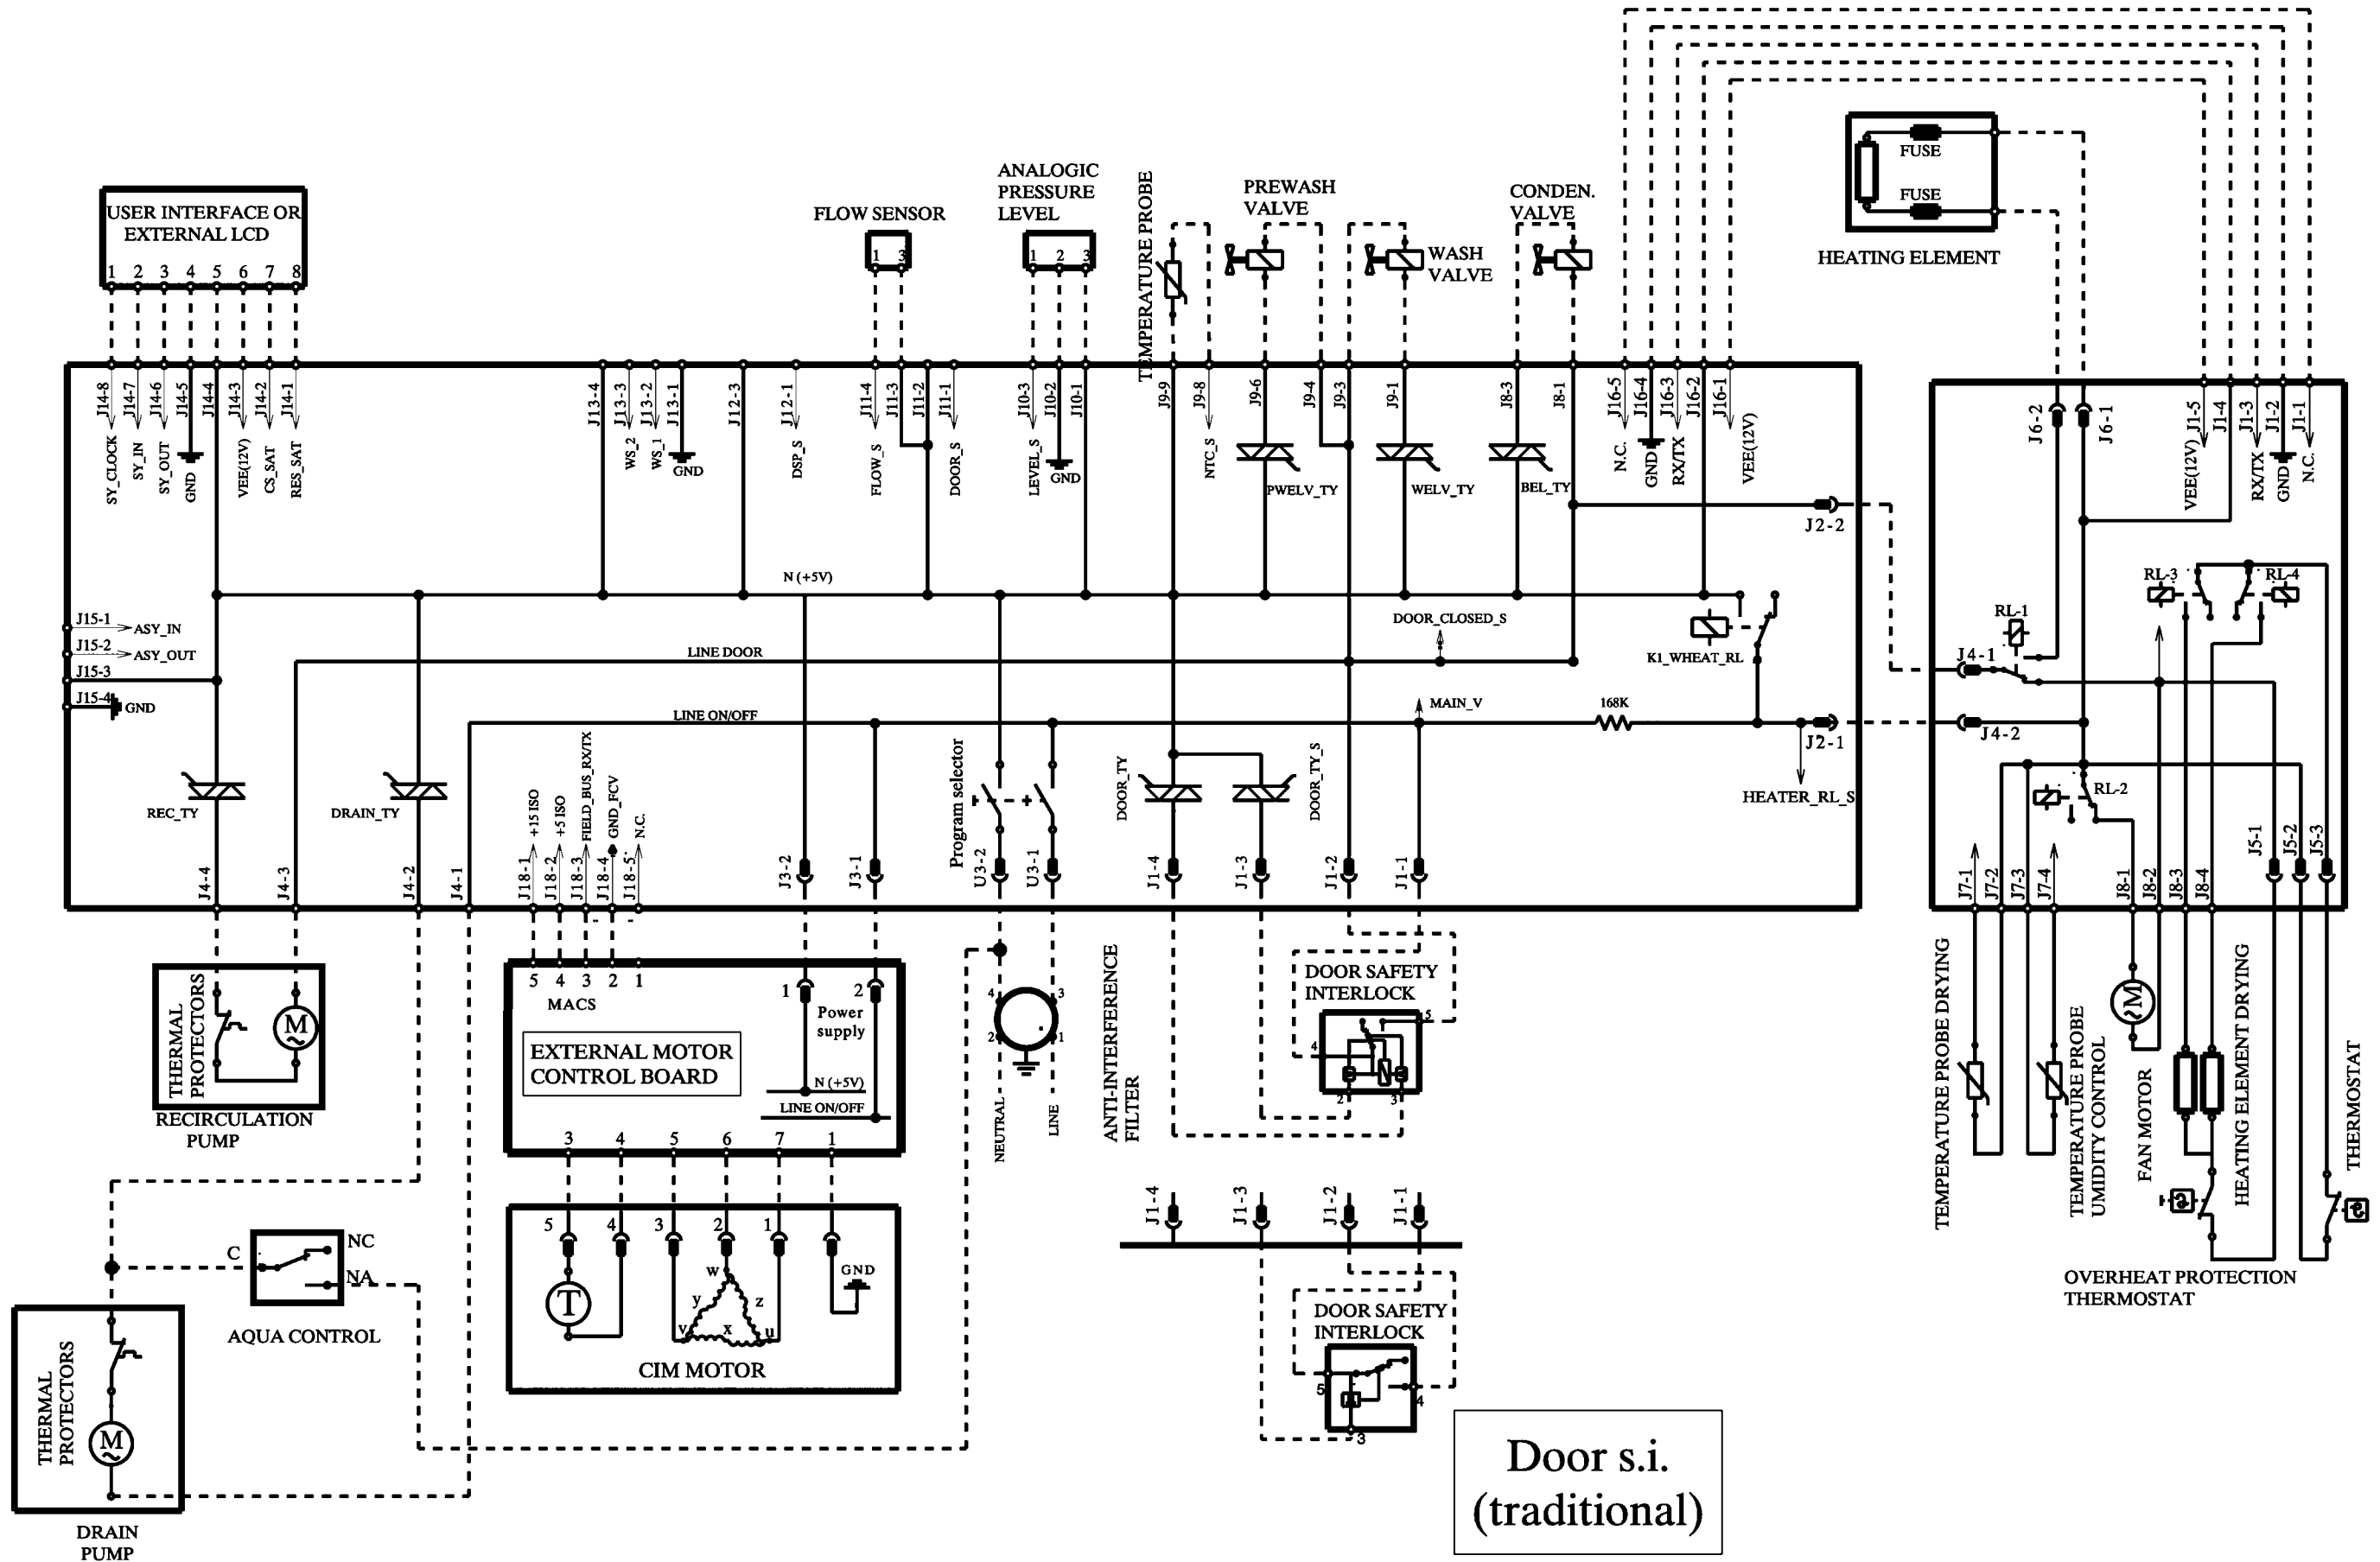 USER INTERFACE OR
EXTERNAL LCD
1 2 3 4 5 6 7 8
FLOW SENSOR
1 3
ANALOGIC
PRESSURE
LEVEL
1 2 3
TEMPERATURE PROBE
PREWASH
VALVE
WASH
VALVE
CONDEN.
VALVE
FUSE
FUSE
HEATING ELEMENT
J14-8 J14-7 J14-6 J14-5 J14-4 J14-3 J14-2 J14-1
SY_CLOCK SY_IN SY_OUT GND VEE(12V) CS_SAT RES_SAT
J13-4 J13-3 J13-2 J13-1
WS_2 WS_1 GND
J12-3 J12-1
DSP_S
J11-4 J11-3 J11-2 J11-1
FLOW_S DOOR_S
J10-3 J10-2 J10-1
LEVEL_S GND
J9-9 J9-8 J9-6 J9-4 J9-3 J9-1
NTC_S PWELV_TY WELV_TY
J8-3 J8-1
BEL_TY
J16-5 J16-4 J16-3 J16-2 J16-1
N.C. GND RX/TX VEE(12V)
J2-2
J6-2 J6-1
J1-5 J1-4 J1-3 J1-2 J1-1
VEE(12V) RX/TX GND N.C.
N (+5V)
J15-1 ASY_IN
J15-2 ASY_OUT
J15-3
J15-4 GND
LINE DOOR
DOOR_CLOSED_S
K1_WHEAT_RL
LINE ON/OFF
MAIN_V
168K
J2-1
HEATER_RL_S
RL-3 RL-4
RL-1
J4-1
J4-2
RL-2
REC_TY
DRAIN_TY
+15 ISO +5 ISO FIELD_BUS_RX/TX GND_FCV N.C.
J18-1 J18-2 J18-3 J18-4 J18-5
J4-4 J4-3 J4-2 J4-1
J3-2 J3-1
Program selector
U3-2 U3-1
DOOR_TY DOOR_TY_S
J1-4 J1-3 J1-2 J1-1
J7-1 J7-2 J7-3 J7-4
J8-1 J8-2 J8-3 J8-4
J5-1 J5-2 J5-3
THERMAL
PROTECTORS
M
RECIRCULATION
PUMP
5 4 3 2 1
MACS
1 2
Power
supply
EXTERNAL MOTOR
CONTROL BOARD
N (+5V)
LINE ON/OFF
3 4 5 6 7 1
4 3
2 1
NEUTRAL LINE
ANTI-INTERFERENCE
FILTER
DOOR SAFETY
INTERLOCK
5
4
2 3
TEMPERATURE PROBE DRYING
TEMPERATURE PROBE
UMIDITY CONTROL
M
FAN MOTOR
HEATING ELEMENT DRYING
THERMOSTAT
OVERHEAT PROTECTION
THERMOSTAT
5 4 3 2 1
T
w
y z
v x u
GND
CIM MOTOR
C NC
NA
AQUA CONTROL
THERMAL
PROTECTORS
M
DRAIN
PUMP
J1-4 J1-3 J1-2 J1-1
DOOR SAFETY
INTERLOCK
5
4
3
Door s.i.
(traditional)